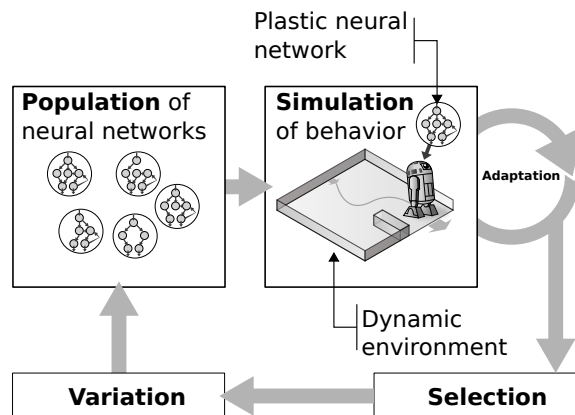 Plastic neural
network
Population of
neural networks
Simulation
of behavior
Adaptation
Dynamic
environment
Variation
Selection